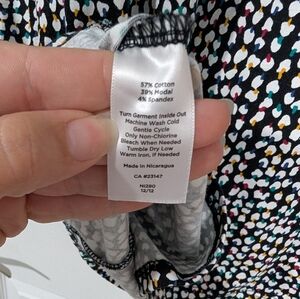 57% Cotton
39% Modal
4% Spandex
Turn Garment Inside Out
Machine Wash Cold
Gentle Cycle
Only Non-Chlorine
Bleach When Needed
Tumble Dry Low
Warm Iron, If Needed
Made in Nicaragua
CA #23147
NI280
12/12